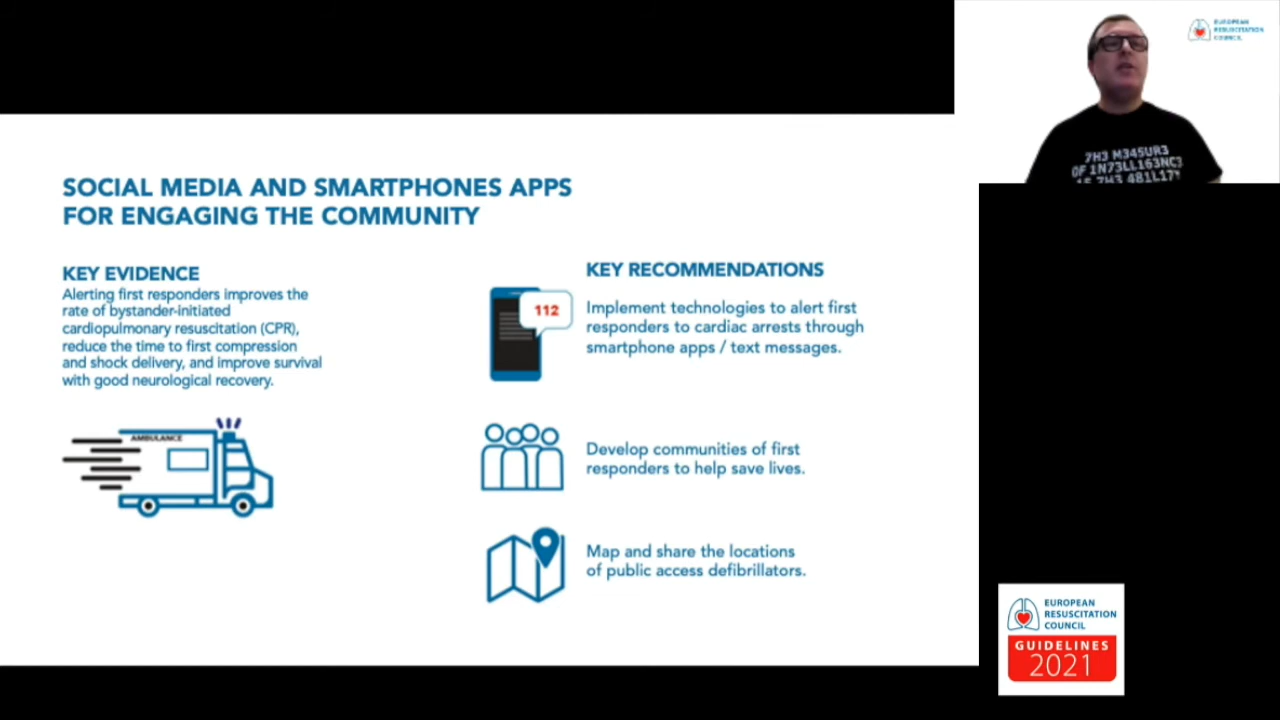 EUROPEAN
RESUSCITATION
COUNCIL
7H3 M345UR3
OF 1N73LL163NC3
15 7H3 481L17Y
SOCIAL MEDIA AND SMARTPHONES APPS
FOR ENGAGING THE COMMUNITY
KEY EVIDENCE
Alerting first responders improves the
rate of bystander-initiated
cardiopulmonary resuscitation (CPR),
reduce the time to first compression
and shock delivery, and improve survival
with good neurological recovery.
AMBULANCE
KEY RECOMMENDATIONS
112
Implement technologies to alert first
responders to cardiac arrests through
smartphone apps / text messages.
Develop communities of first
responders to help save lives.
Map and share the locations
of public access defibrillators.
EUROPEAN
RESUSCITATION
COUNCIL
GUIDELINES
2021